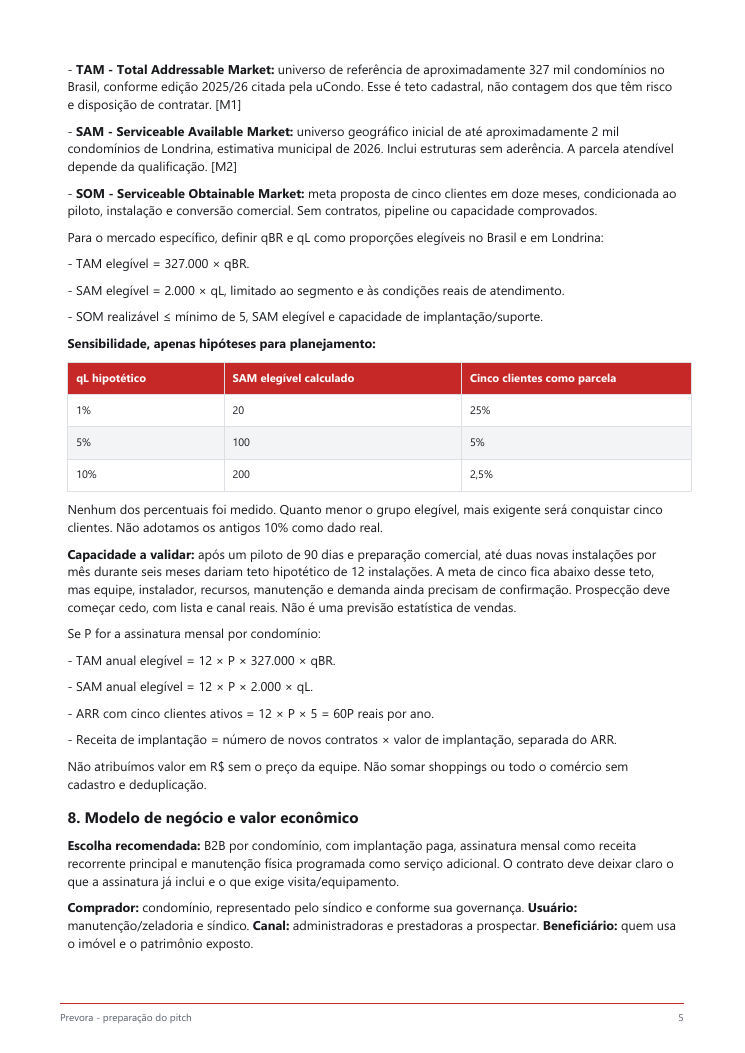 - TAM - Total Addressable Market: universo de referência de aproximadamente 327 mil condomínios no
Brasil, conforme edição 2025/26 citada pela uCondo. Esse é teto cadastral, não contagem dos que têm risco
e disposição de contratar. [M1]
- SAM - Serviceable Available Market: universo geográfico inicial de até aproximadamente 2 mil
condomínios de Londrina, estimativa municipal de 2026. Inclui estruturas sem aderência. A parcela atendível
depende da qualificação. [M2]
- SOM - Serviceable Obtainable Market: meta proposta de cinco clientes em doze meses, condicionada ao
piloto, instalação e conversão comercial. Sem contratos, pipeline ou capacidade comprovados.
Para o mercado específico, definir qBR e qL como proporções elegíveis no Brasil e em Londrina:
- TAM elegível = 327.000 × qBR.
- SAM elegível = 2.000 × qL, limitado ao segmento e às condições reais de atendimento.
- SOM realizável ≤ mínimo de 5, SAM elegível e capacidade de implantação/suporte.
Sensibilidade, apenas hipóteses para planejamento:
qL hipotético SAM elegível calculado Cinco clientes como parcela
1% 20 25%
5% 100 5%
10% 200 2,5%
Nenhum dos percentuais foi medido. Quanto menor o grupo elegível, mais exigente será conquistar cinco
clientes. Não adotamos os antigos 10% como dado real.
Capacidade a validar: após um piloto de 90 dias e preparação comercial, até duas novas instalações por
mês durante seis meses dariam teto hipotético de 12 instalações. A meta de cinco fica abaixo desse teto,
mas equipe, instalador, recursos, manutenção e demanda ainda precisam de confirmação. Prospecção deve
começar cedo, com lista e canal reais. Não é uma previsão estatística de vendas.
Se P for a assinatura mensal por condomínio:
- TAM anual elegível = 12 × P × 327.000 × qBR.
- SAM anual elegível = 12 × P × 2.000 × qL.
- ARR com cinco clientes ativos = 12 × P × 5 = 60P reais por ano.
- Receita de implantação = número de novos contratos × valor de implantação, separada do ARR.
Não atribuímos valor em R$ sem o preço da equipe. Não somar shoppings ou todo o comércio sem
cadastro e deduplicação.
8. Modelo de negócio e valor econômico
Escolha recomendada: B2B por condomínio, com implantação paga, assinatura mensal como receita
recorrente principal e manutenção física programada como serviço adicional. O contrato deve deixar claro o
que a assinatura já inclui e o que exige visita/equipamento.
Comprador: condomínio, representado pelo síndico e conforme sua governança. Usuário:
manutenção/zeladoria e síndico. Canal: administradoras e prestadoras a prospectar. Beneficiário: quem usa
o imóvel e o patrimônio exposto.
Prevora - preparação do pitch 5